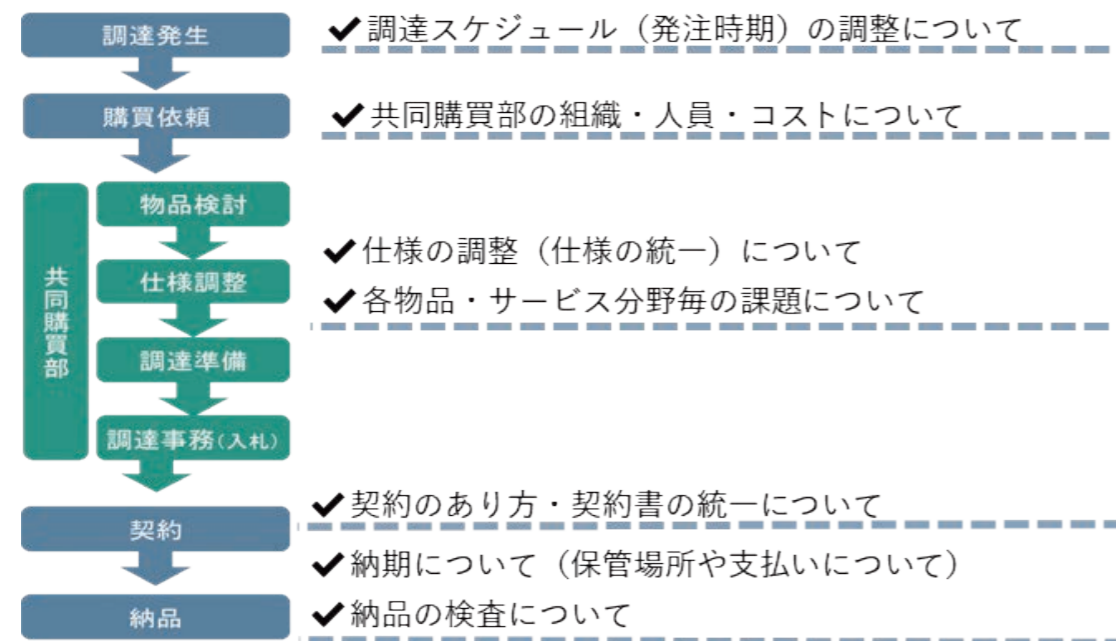 調達発生
✔調達スケジュール（発注時期）の調整について
購買依頼
✔共同購買部の組織・人員・コストについて
共同購買部
物品検討
仕様調整
✔仕様の調整（仕様の統一）について
✔各物品・サービス分野毎の課題について
調達準備
調達事務（入札）
契約
✔契約のあり方・契約書の統一について
✔納期について（保管場所や支払いについて）
納品
✔納品の検査について